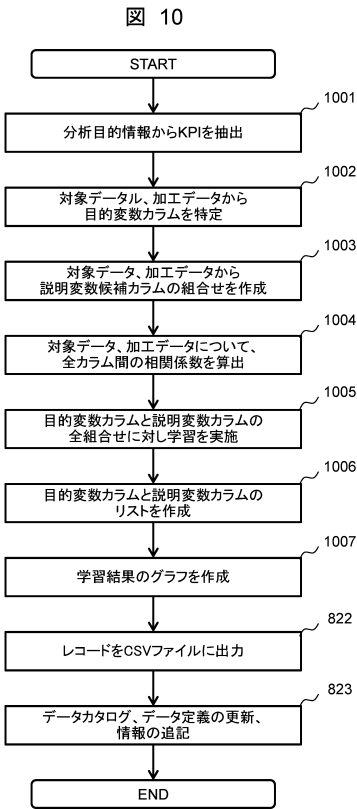 図 10
START
1001
分析目的情報からKPIを抽出
1002
対象データル、加工データから
目的変数カラムを特定
1003
対象データ、加工データから
説明変数候補カラムの組合せを作成
1004
対象データ、加工データについて、
全カラム間の相関係数を算出
1005
目的変数カラムと説明変数カラムの
全組合せに対し学習を実施
1006
目的変数カラムと説明変数カラムの
リストを作成
1007
学習結果のグラフを作成
822
レコードをCSVファイルに出力
823
データカタログ、データ定義の更新、
情報の追記
END